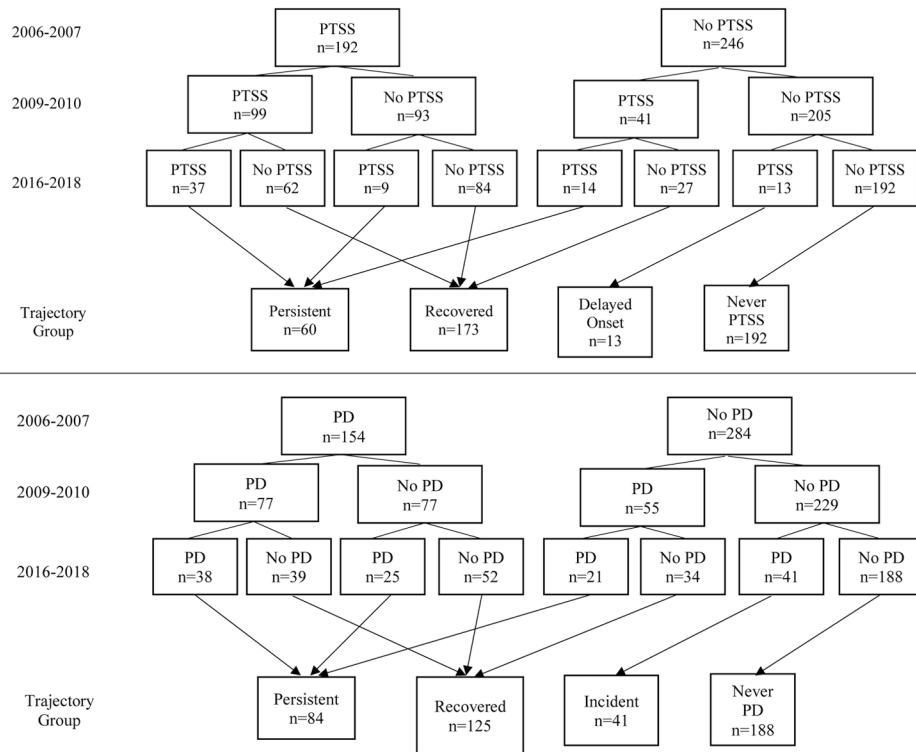 2006-2007
PTSS
n=192
No PTSS
n=246
2009-2010
PTSS
n=99
No PTSS
n=93
PTSS
n=41
No PTSS
n=205
2016-2018
PTSS
n=37
No PTSS
n=62
PTSS
n=9
No PTSS
n=84
PTSS
n=14
No PTSS
n=27
PTSS
n=13
No PTSS
n=192
Trajectory
Group
Persistent
n=60
Recovered
n=173
Delayed
Onset
n=13
Never
PTSS
n=192
2006-2007
PD
n=154
No PD
n=284
2009-2010
PD
n=77
No PD
n=77
PD
n=55
No PD
n=229
2016-2018
PD
n=38
No PD
n=39
PD
n=25
No PD
n=52
PD
n=21
No PD
n=34
PD
n=41
No PD
n=188
Trajectory
Group
Persistent
n=84
Recovered
n=125
Incident
n=41
Never
PD
n=188